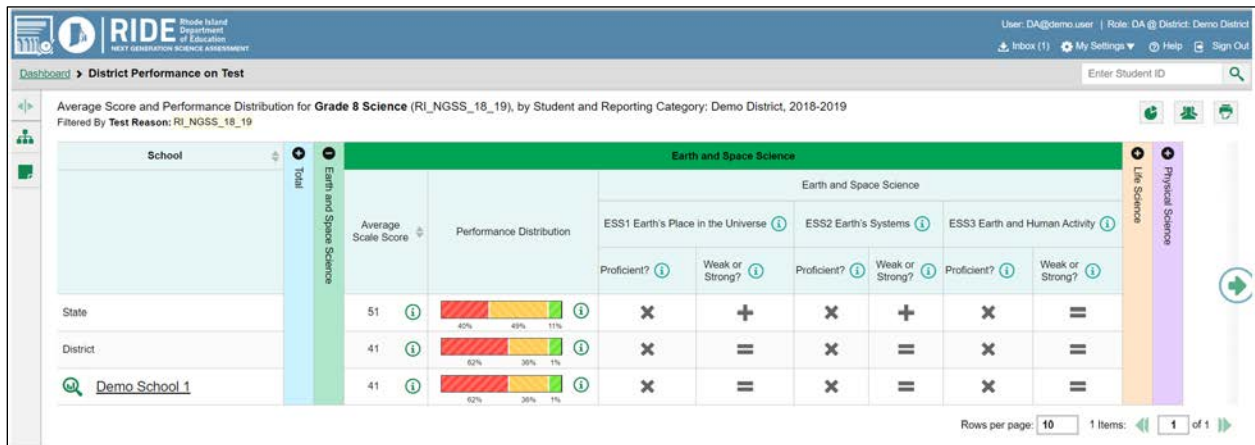 RIDE Rhode Island Department of Education
NEXT GENERATION SCIENCE ASSESSMENT
User: DA@demo.user | Role: DA @ District: Demo District
Inbox (1) My Settings Help Sign Out
Dashboard > District Performance on Test
Enter Student ID
Average Score and Performance Distribution for Grade 8 Science (RI_NGSS_18_19), by Student and Reporting Category: Demo District, 2018-2019
Filtered By Test Reason: RI_NGSS_18_19
School
Total
Earth and Space Science
Earth and Space Science
Life Science
Physical Science
Earth and Space Science
Average Scale Score
Performance Distribution
ESS1 Earth's Place in the Universe
ESS2 Earth's Systems
ESS3 Earth and Human Activity
Proficient? Weak or Strong? Proficient? Weak or Strong? Proficient? Weak or Strong?
State 51
40% 49% 11%
District 41
62% 36% 1%
Demo School 1 41
62% 36% 1%
Rows per page: 10 1 Items: 1 of 1